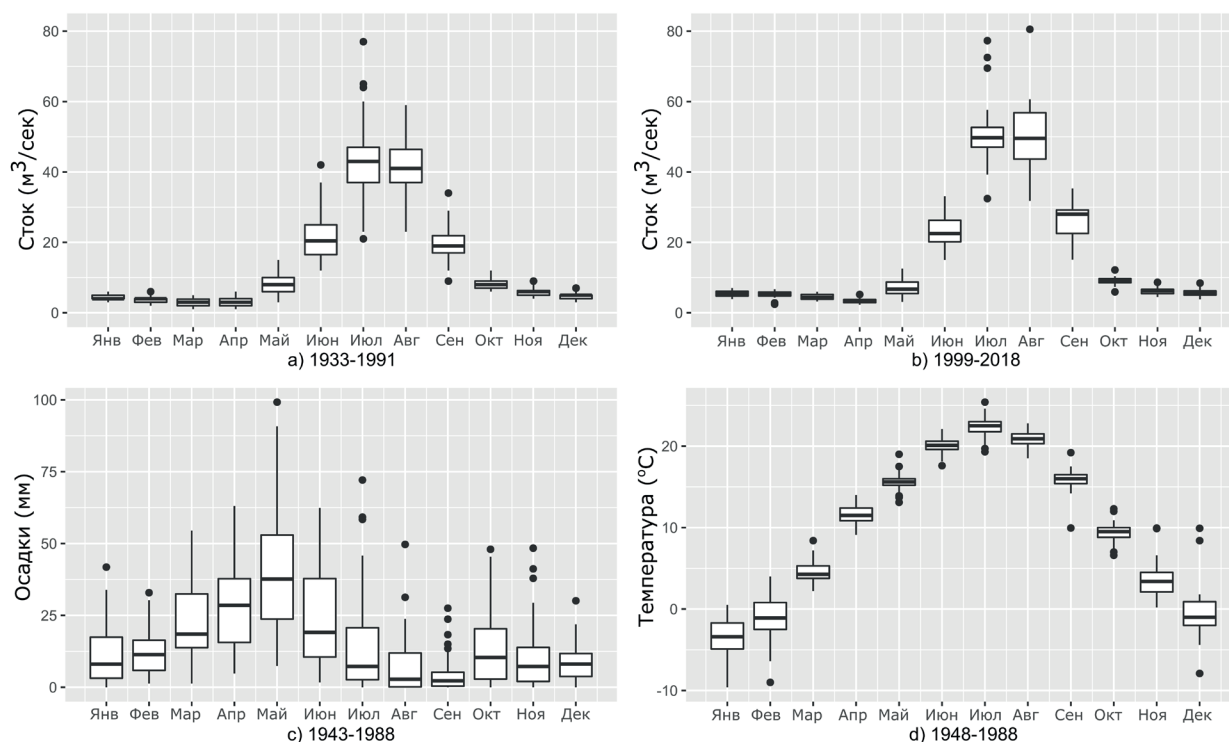 80
60
40
20
0
Сток (м³/сек)
Янв Фев Мар Апр Май Июн Июл Авг Сен Окт Ноя Дек
a) 1933-1991
80
60
40
20
0
Сток (м³/сек)
Янв Фев Мар Апр Май Июн Июл Авг Сен Окт Ноя Дек
b) 1999-2018
100
75
50
25
0
Осадки (мм)
Янв Фев Мар Апр Май Июн Июл Авг Сен Окт Ноя Дек
c) 1943-1988
20
10
0
-10
Температура (°C)
Янв Фев Мар Апр Май Июн Июл Авг Сен Окт Ноя Дек
d) 1948-1988